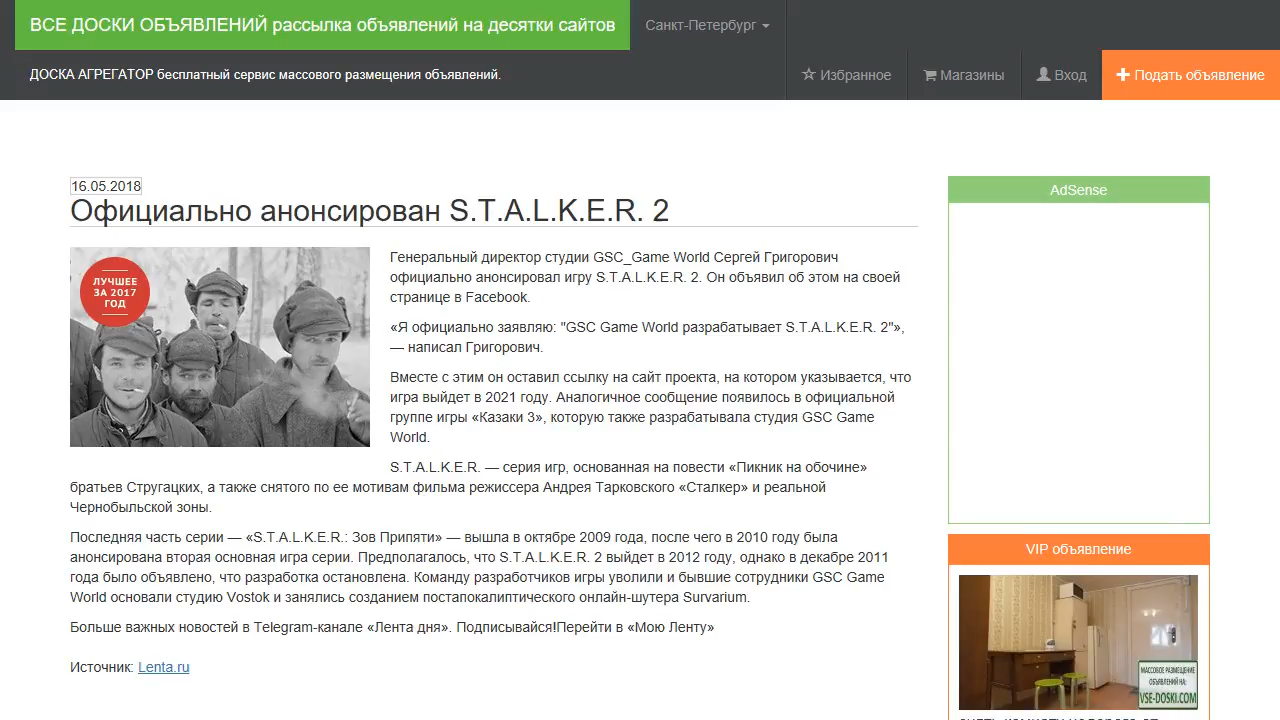 ВСЕ ДОСКИ ОБЪЯВЛЕНИЙ рассылка объявлений на десятки сайтов
Санкт-Петербург
ДОСКА АГРЕГАТОР бесплатный сервис массового размещения объявлений.
Избранное
Магазины
Вход
Подать объявление
16.05.2018
Официально анонсирован S.T.A.L.K.E.R. 2
ЛУЧШЕЕ
ЗА 2017
ГОД
Генеральный директор студии GSC_Game World Сергей Григорович
официально анонсировал игру S.T.A.L.K.E.R. 2. Он объявил об этом на своей
странице в Facebook.
«Я официально заявляю: "GSC Game World разрабатывает S.T.A.L.K.E.R. 2"»,
— написал Григорович.
Вместе с этим он оставил ссылку на сайт проекта, на котором указывается, что
игра выйдет в 2021 году. Аналогичное сообщение появилось в официальной
группе игры «Казаки 3», которую также разрабатывала студия GSC Game
World.
S.T.A.L.K.E.R. — серия игр, основанная на повести «Пикник на обочине»
братьев Стругацких, а также снятого по ее мотивам фильма режиссера Андрея Тарковского «Сталкер» и реальной
Чернобыльской зоны.
Последняя часть серии — «S.T.A.L.K.E.R.: Зов Припяти» — вышла в октябре 2009 года, после чего в 2010 году была
анонсирована вторая основная игра серии. Предполагалось, что S.T.A.L.K.E.R. 2 выйдет в 2012 году, однако в декабре 2011
года было объявлено, что разработка остановлена. Команду разработчиков игры уволили и бывшие сотрудники GSC Game
World основали студию Vostok и занялись созданием постапокалиптического онлайн-шутера Survarium.
Больше важных новостей в Telegram-канале «Лента дня». Подписывайся!Перейти в «Мою Ленту»
Источник: Lenta.ru
AdSense
VIP объявление
МАССОВОЕ РАЗМЕЩЕНИЕ
ОБЪЯВЛЕНИЙ НА:
VSE-DOSKI.COM